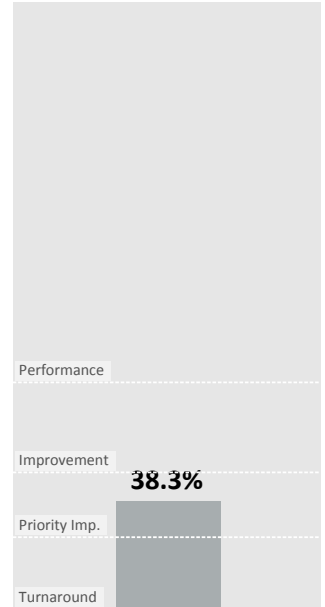 Performance
Improvement
38.3%
Priority Imp.
Turnaround